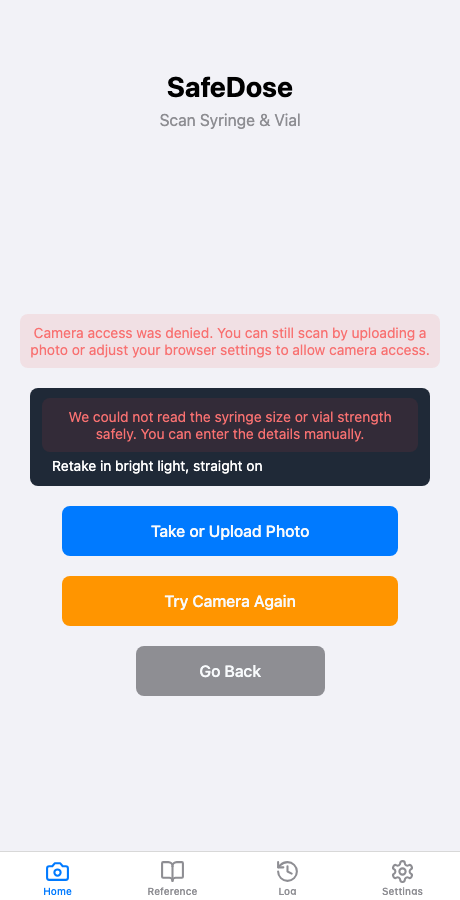 SafeDose
Scan Syringe & Vial
Camera access was denied. You can still scan by uploading a
photo or adjust your browser settings to allow camera access.
We could not read the syringe size or vial strength
safely. You can enter the details manually.
Retake in bright light, straight on
Take or Upload Photo
Try Camera Again
Go Back
Home
Reference
Log
Settings